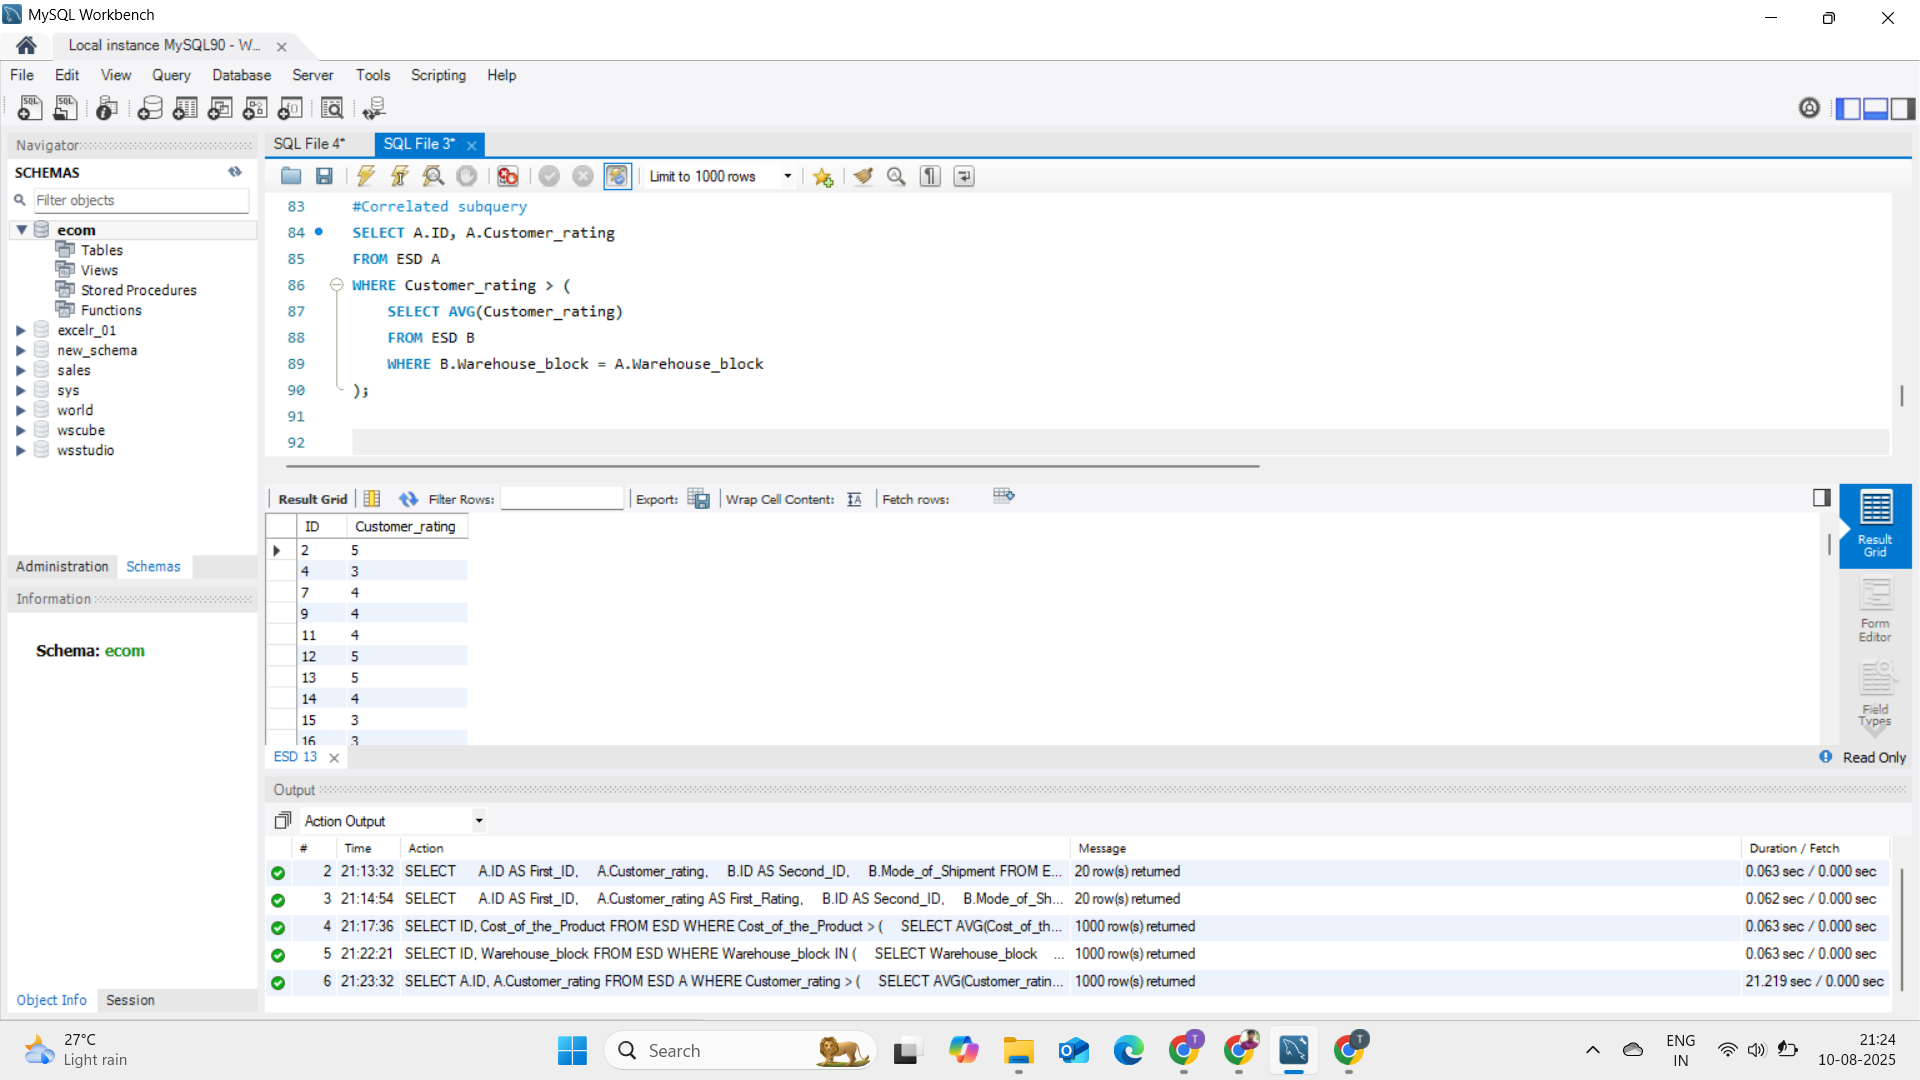 MySQL Workbench
Local instance MySQL90 - W...
File Edit View Query Database Server Tools Scripting Help
SQL SQL
Navigator
SCHEMAS
Filter objects
ecom
Tables
Views
Stored Procedures
Functions
excelr_01
new_schema
sales
sys
world
wscube
wsstudio
Administration Schemas
Information
Schema: ecom
Object Info Session
SQL File 4* SQL File 3*
Limit to 1000 rows
83 #Correlated subquery
84 SELECT A.ID, A.Customer_rating
85 FROM ESD A
86 WHERE Customer_rating > (
87 SELECT AVG(Customer_rating)
88 FROM ESD B
89 WHERE B.Warehouse_block = A.Warehouse_block
90 );
91
92
Result Grid Filter Rows: Export: Wrap Cell Content: Fetch rows:
ID Customer_rating
2 5
4 3
7 4
9 4
11 4
12 5
13 5
14 4
15 3
16 3
Result Grid
Form Editor
Field Types
ESD 13 Read Only
Output
Action Output
# Time Action Message Duration / Fetch
2 21:13:32 SELECT A.ID AS First_ID, A.Customer_rating, B.ID AS Second_ID, B.Mode_of_Shipment FROM E... 20 row(s) returned 0.063 sec / 0.000 sec
3 21:14:54 SELECT A.ID AS First_ID, A.Customer_rating AS First_Rating, B.ID AS Second_ID, B.Mode_of_Sh... 20 row(s) returned 0.062 sec / 0.000 sec
4 21:17:36 SELECT ID, Cost_of_the_Product FROM ESD WHERE Cost_of_the_Product > ( SELECT AVG(Cost_of_th... 1000 row(s) returned 0.063 sec / 0.000 sec
5 21:22:21 SELECT ID, Warehouse_block FROM ESD WHERE Warehouse_block IN ( SELECT Warehouse_block ... 1000 row(s) returned 0.063 sec / 0.000 sec
6 21:23:32 SELECT A.ID, A.Customer_rating FROM ESD A WHERE Customer_rating > ( SELECT AVG(Customer_ratin... 1000 row(s) returned 21.219 sec / 0.000 sec
27°C
Light rain
Search
ENG
IN
21:24
10-08-2025